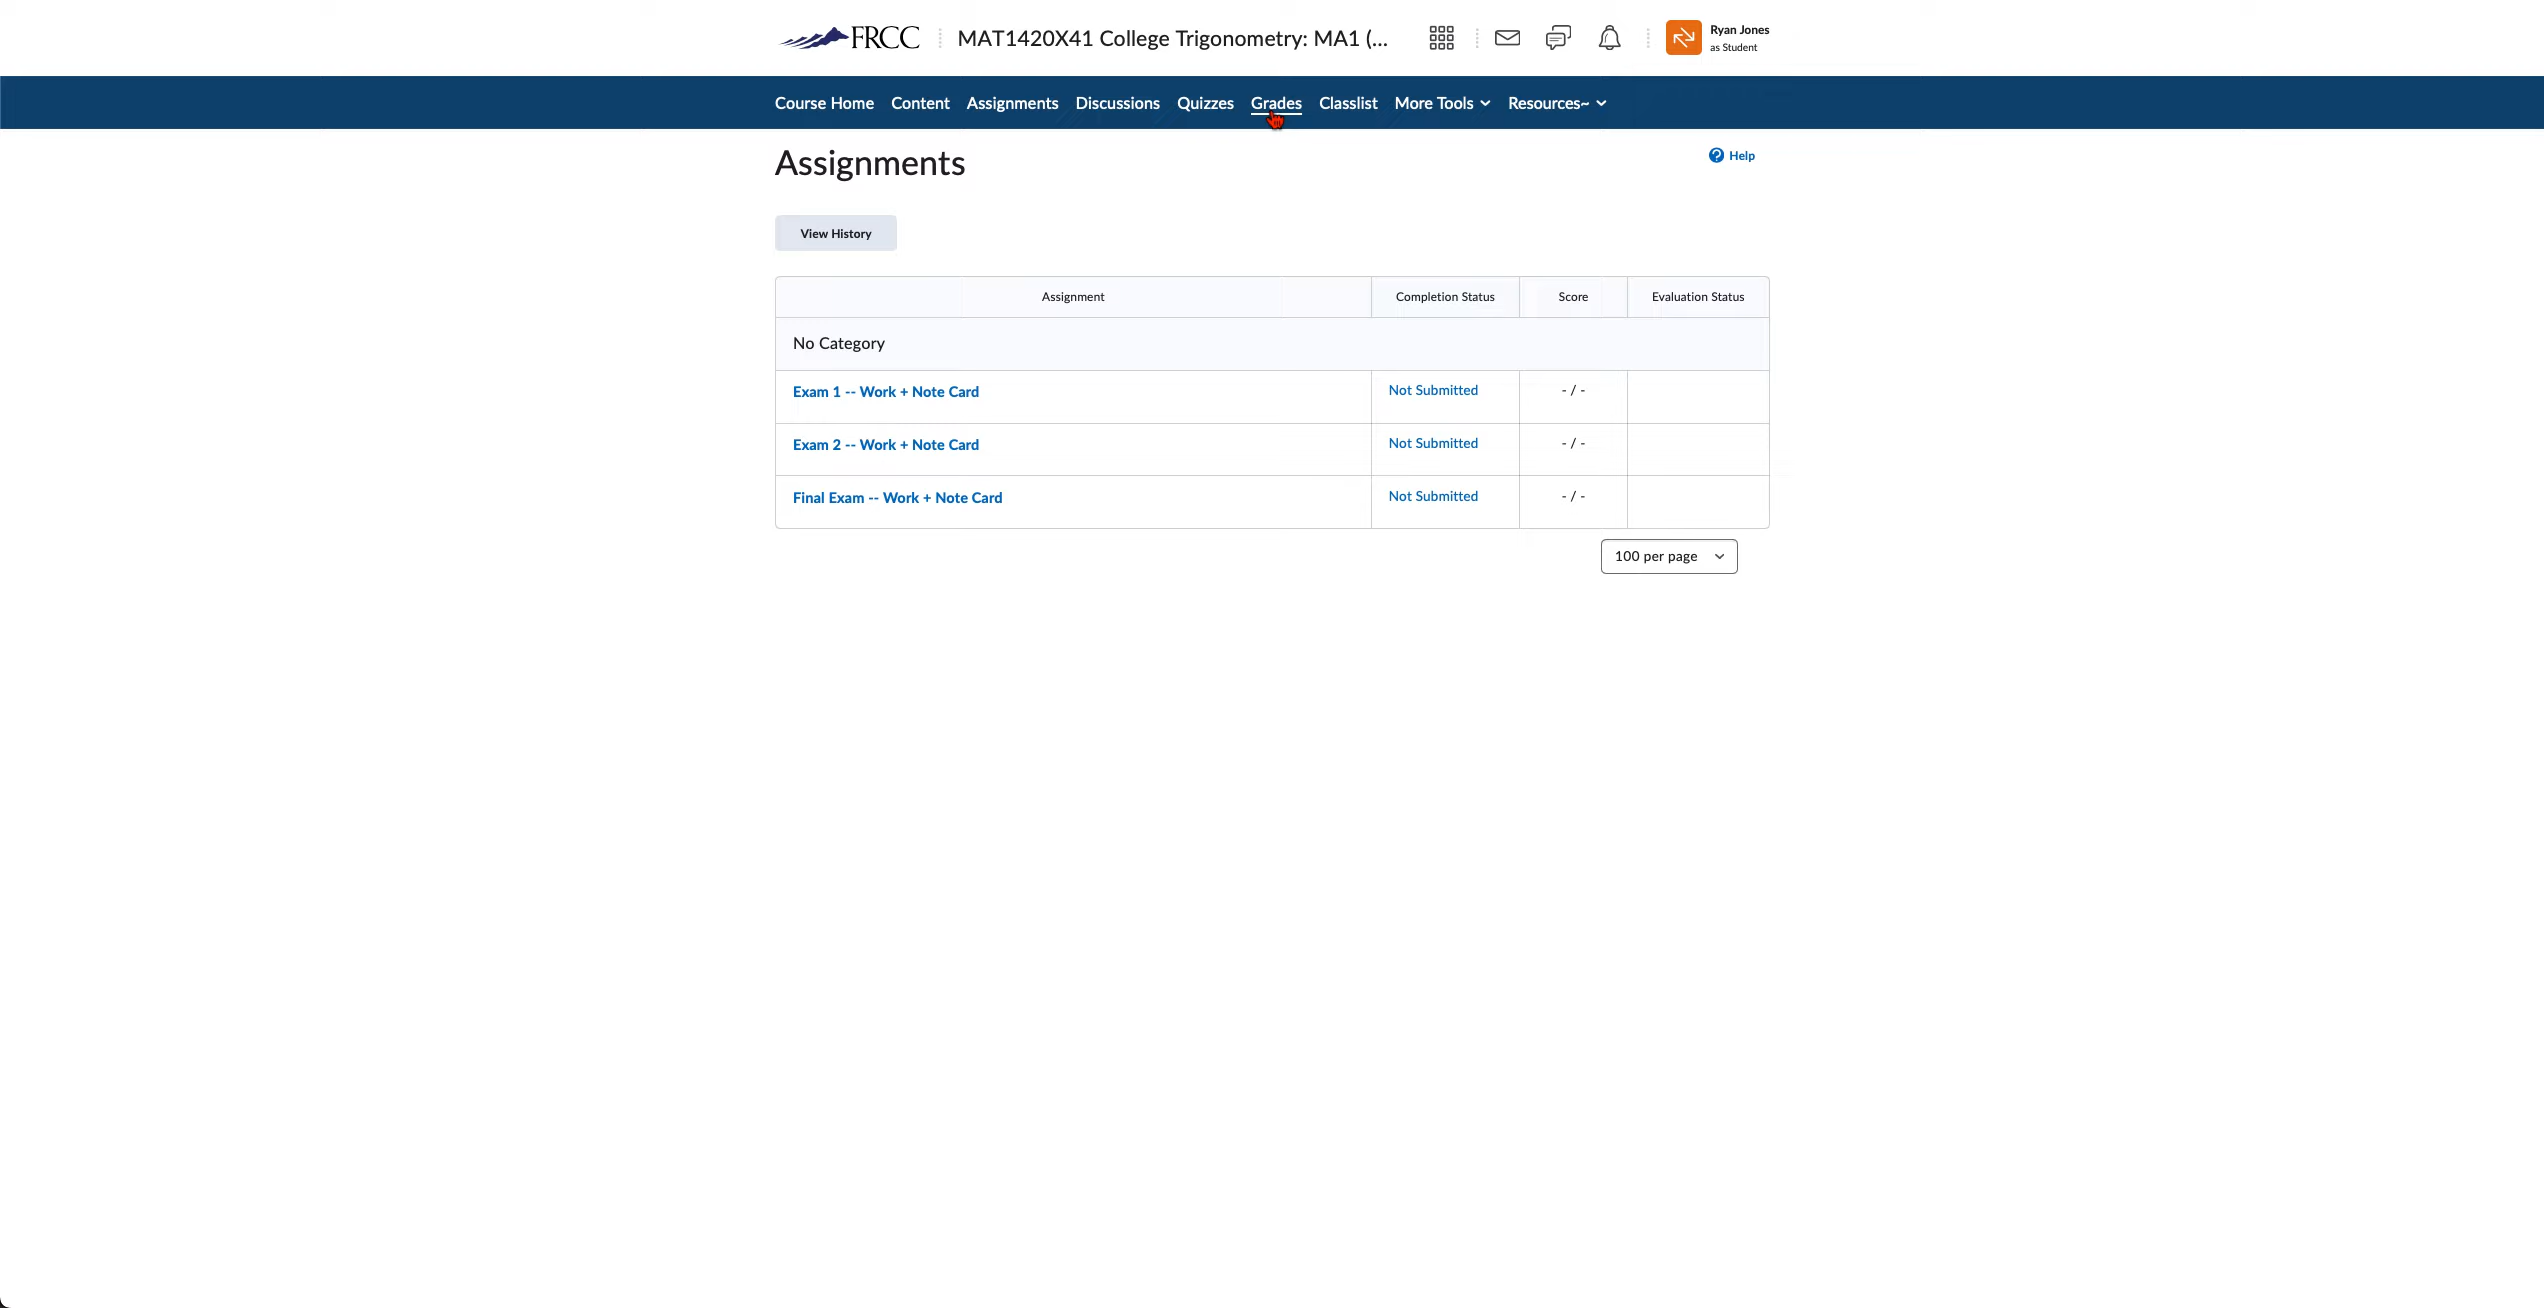 FRCC
MAT1420X41 College Trigonometry: MA1 (...
Ryan Jones
as Student
Course Home Content Assignments Discussions Quizzes Grades Classlist More Tools Resources~
Assignments
Help
View History
Assignment Completion Status Score Evaluation Status
No Category
Exam 1 -- Work + Note Card Not Submitted - / -
Exam 2 -- Work + Note Card Not Submitted - / -
Final Exam -- Work + Note Card Not Submitted - / -
100 per page